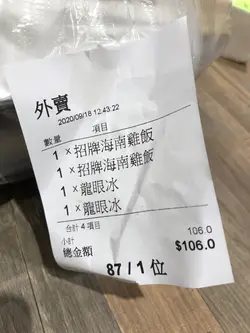 外賣
2020/09/18 12:43:22
數量 項目
1 × 招牌海南雞飯
1 × 招牌海南雞飯
1 × 龍眼冰
1 × 龍眼冰
合計 4 項目
小計 106.0
總金額 $106.0
87 / 1 位